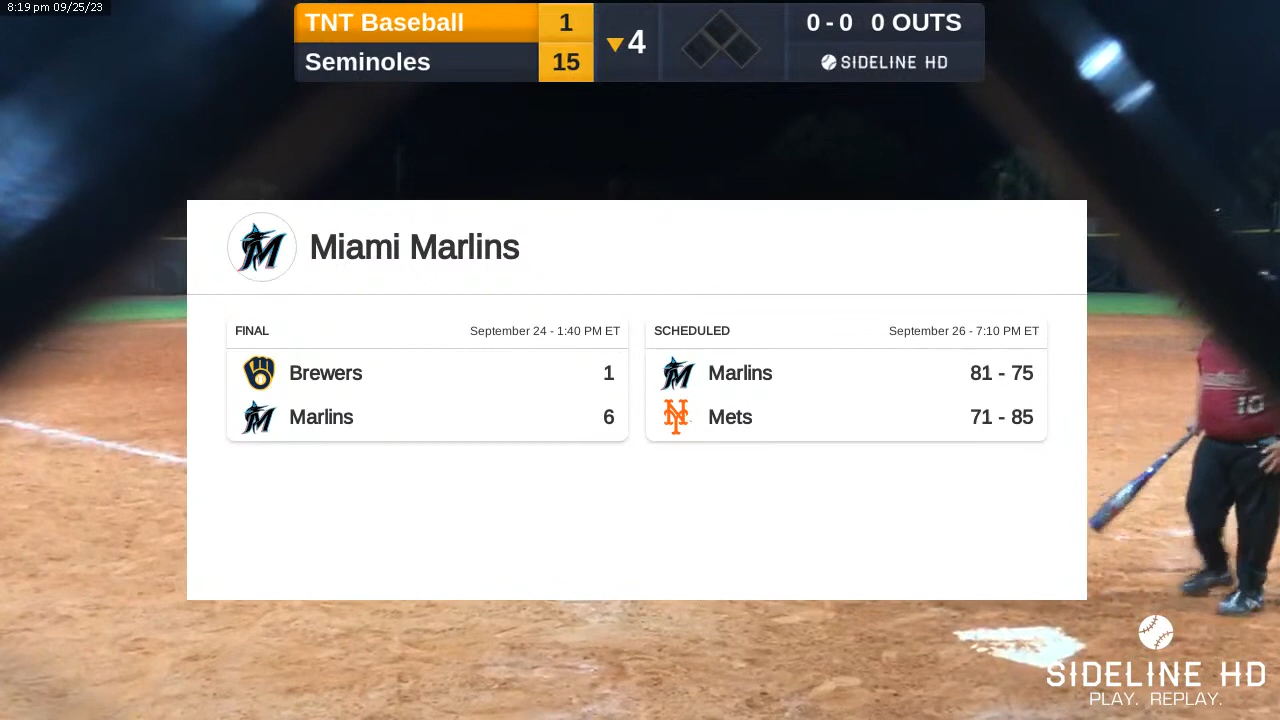 8:19 pm 09/25/23
TNT Baseball 1
Seminoles 15
4
0 - 0 0 OUTS
SIDELINE HD
Miami Marlins
FINAL September 24 - 1:40 PM ET
Brewers 1
Marlins 6
SCHEDULED September 26 - 7:10 PM ET
Marlins 81 - 75
Mets 71 - 85
10
SIDELINE HD
PLAY. REPLAY.